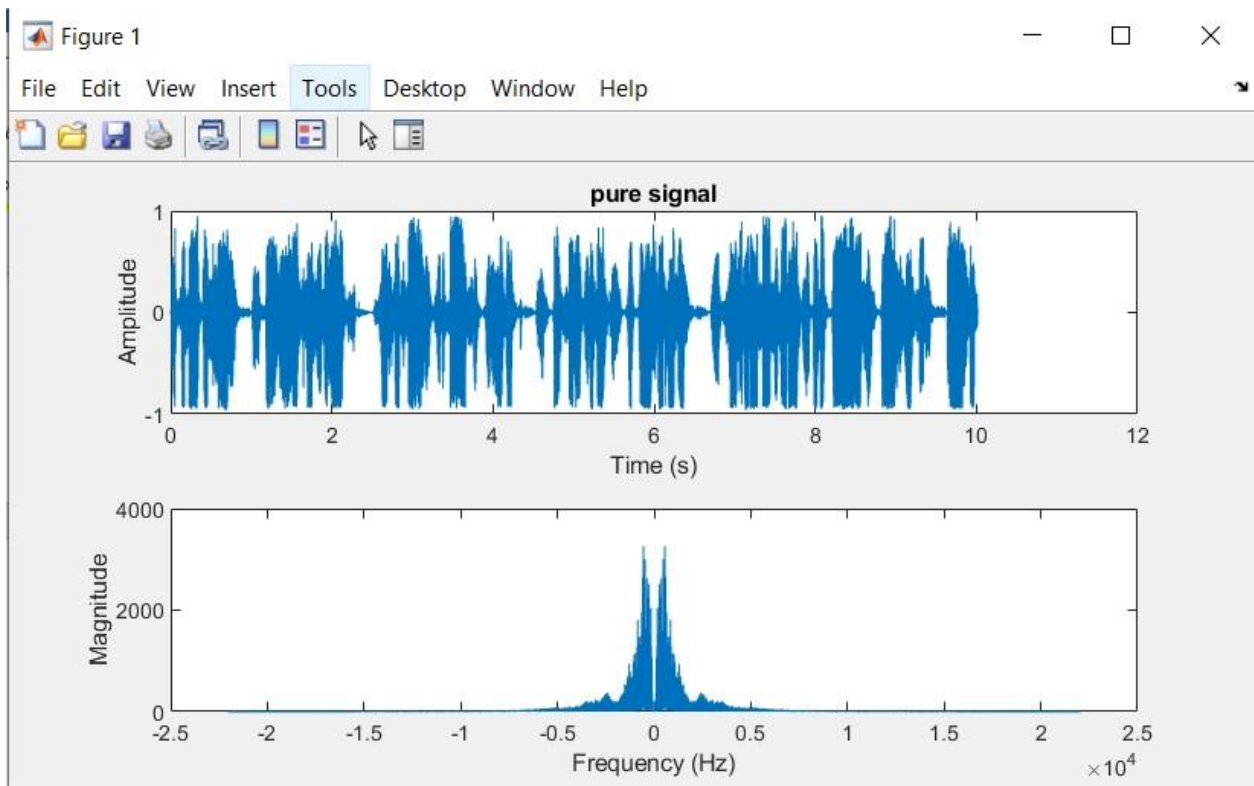 Figure 1
File Edit View Insert Tools Desktop Window Help
pure signal
1
0
-1
Amplitude
0 2 4 6 8 10 12
Time (s)
4000
2000
0
Magnitude
-2.5 -2 -1.5 -1 -0.5 0 0.5 1 1.5 2 2.5
Frequency (Hz)
×10⁴